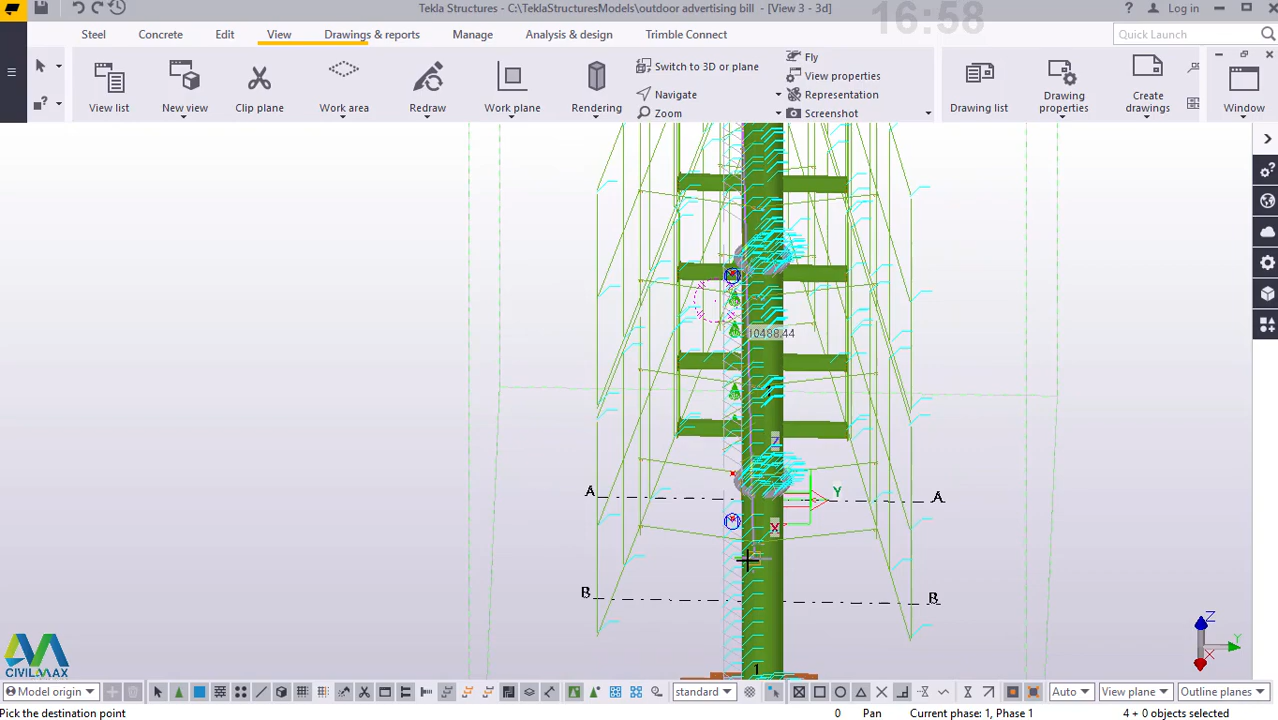 Tekla Structures - C:\TeklaStructuresModels\outdoor advertising bill - [View 3 - 3d]
16:58
Log in
Steel
Concrete
Edit
View
Drawings & reports
Manage
Analysis & design
Trimble Connect
Quick Launch
View list
New view
Clip plane
Work area
Redraw
Work plane
Rendering
Switch to 3D or plane
Navigate
Zoom
Fly
View properties
Representation
Screenshot
Drawing list
Drawing properties
Create drawings
Window
10488.44
Z
A
Y
A
X
B
B
1
Z
Y
X
CIVILMAX
Model origin
standard
Auto
View plane
Outline planes
Pick the destination point
0
Pan
Current phase: 1, Phase 1
4 + 0 objects selected